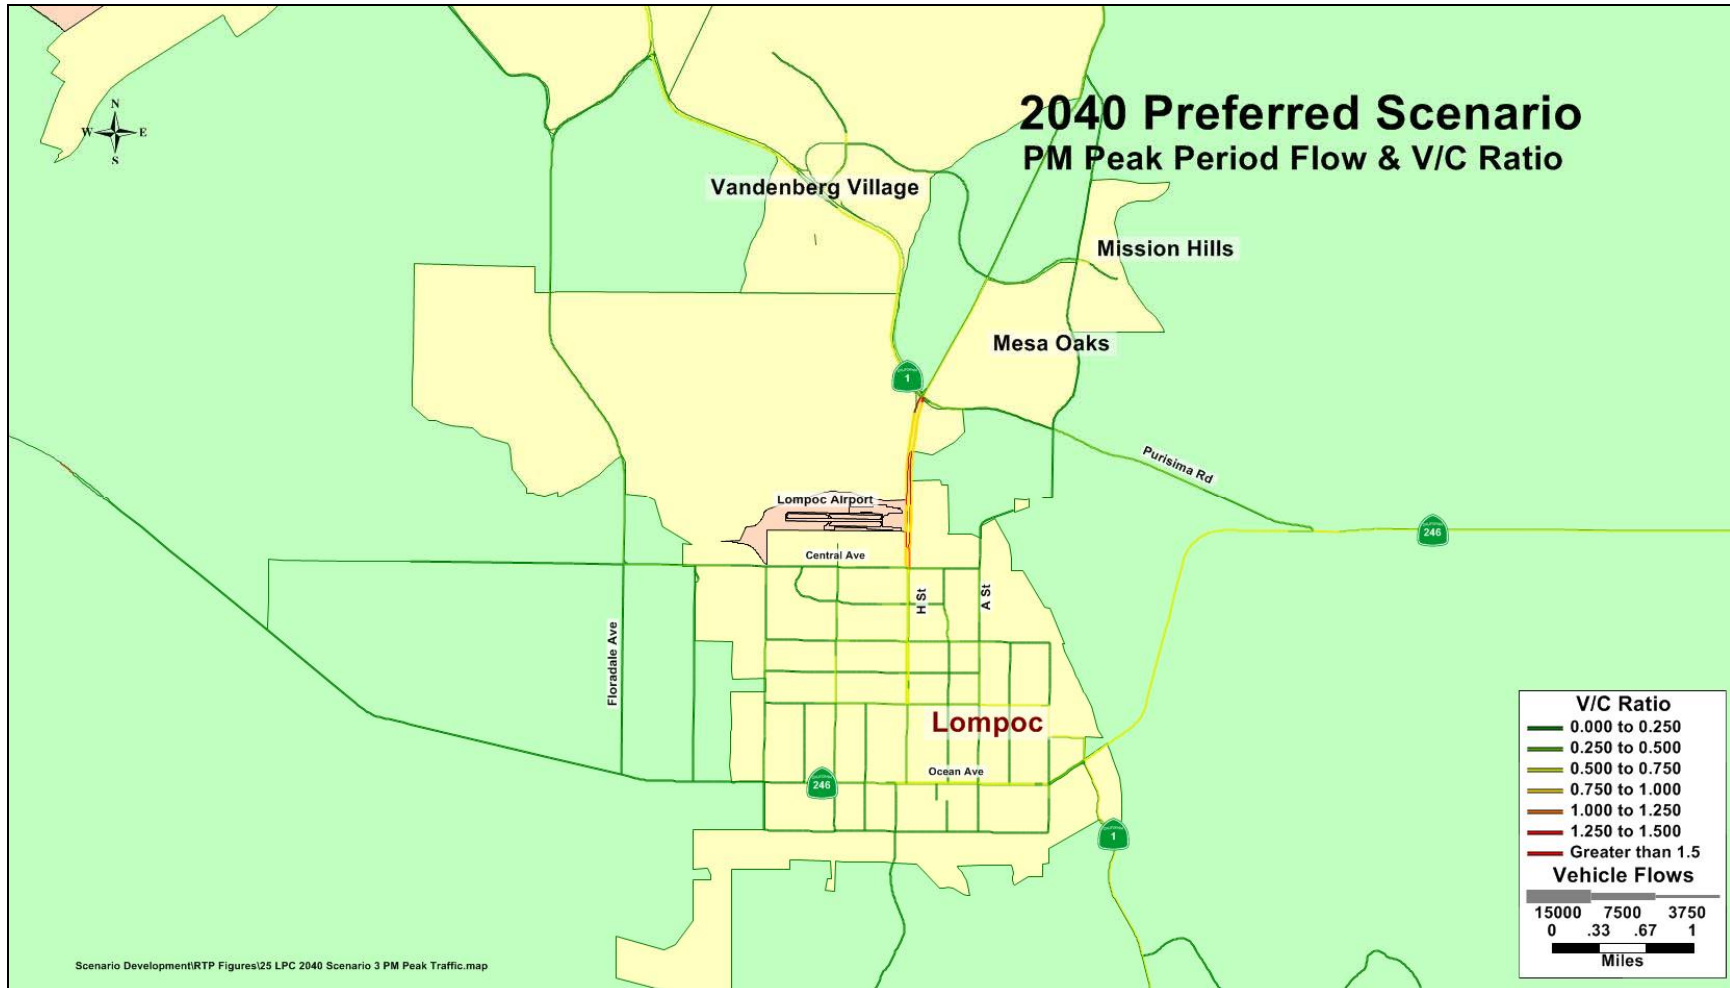 2040 Preferred Scenario
PM Peak Period Flow & V/C Ratio
N
W E
S
Vandenberg Village
Mission Hills
Mesa Oaks
1
Purisima Rd
Lompoc Airport
246
Central Ave
H St
A St
Floradale Ave
Lompoc
Ocean Ave
246
1
V/C Ratio
0.000 to 0.250
0.250 to 0.500
0.500 to 0.750
0.750 to 1.000
1.000 to 1.250
1.250 to 1.500
Greater than 1.5
Vehicle Flows
15000 7500 3750
0 .33 .67 1
Miles
Scenario Development\RTP Figures\25 LPC 2040 Scenario 3 PM Peak Traffic.map